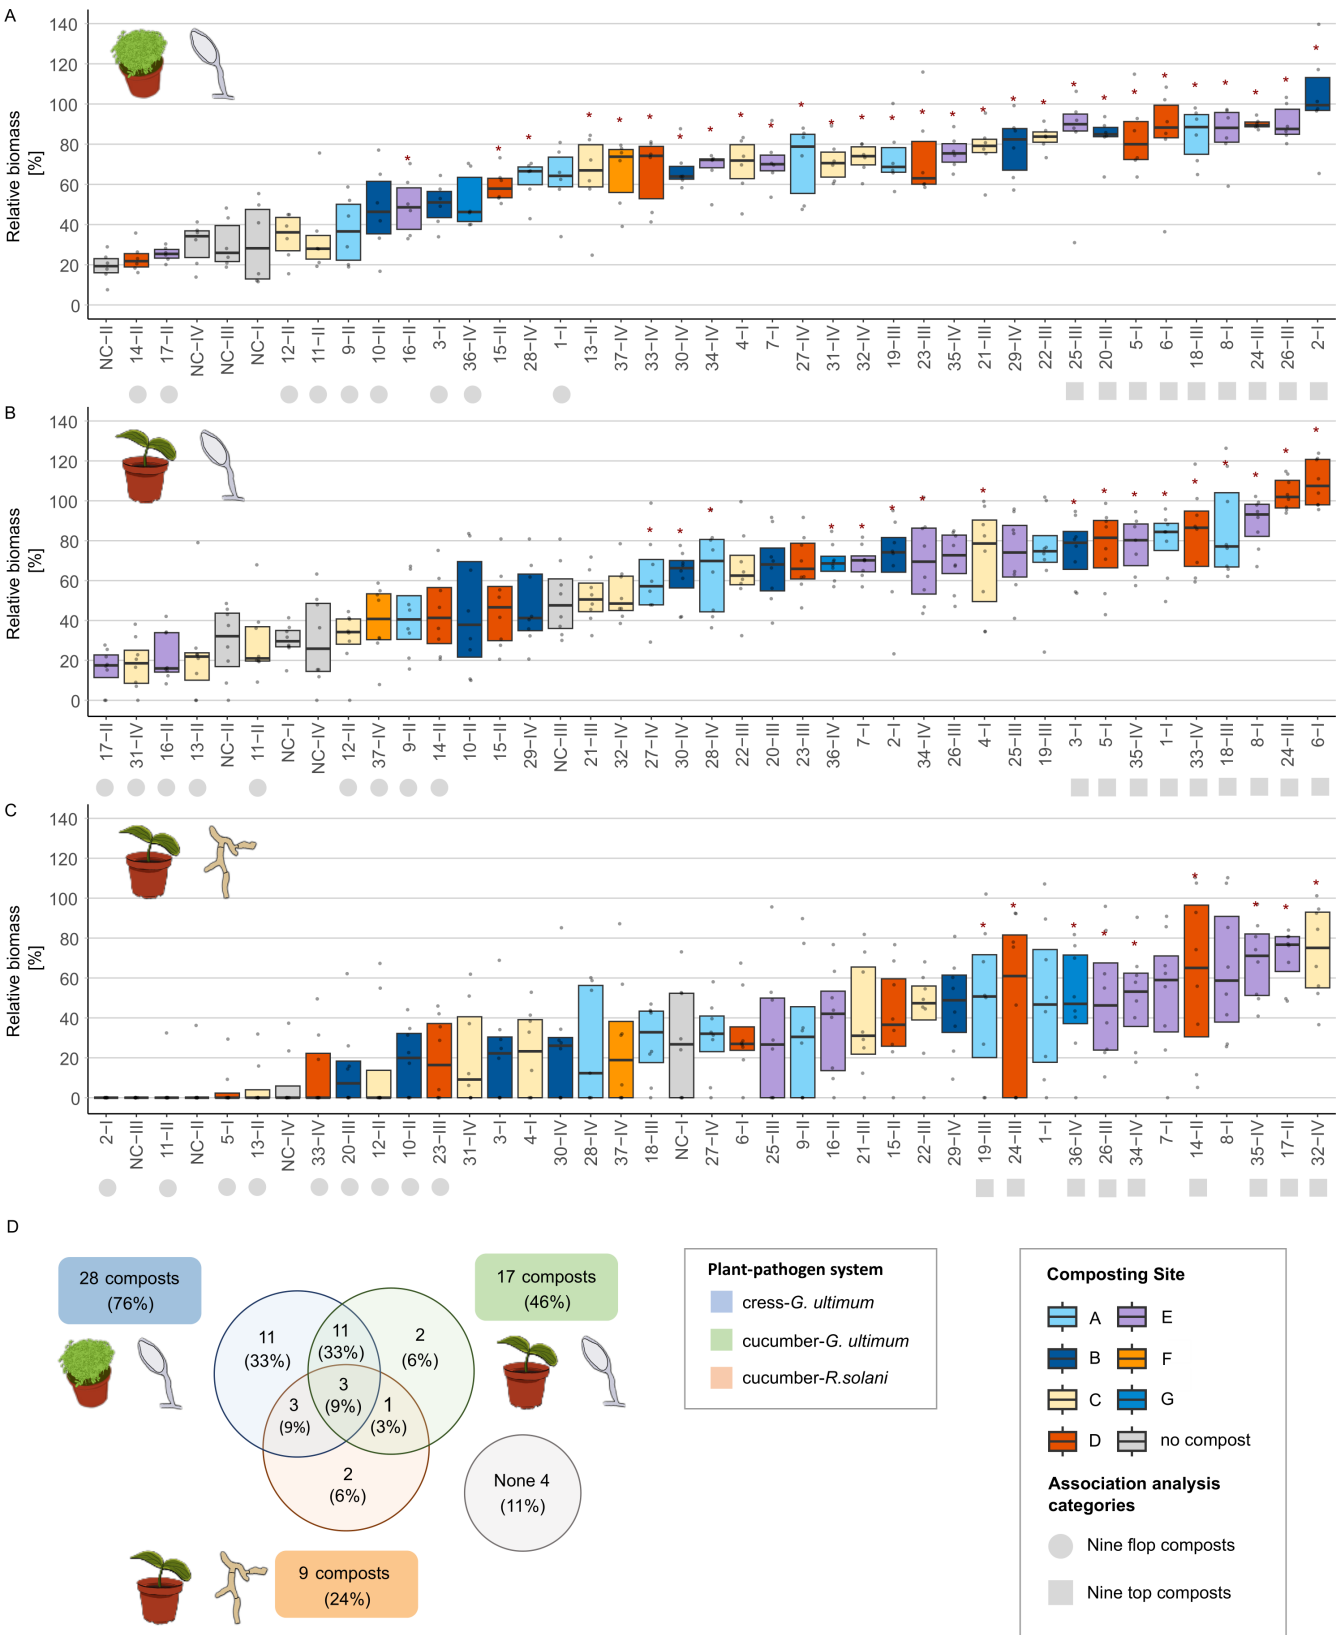 A
140
120
100
80
60
40
20
0
Relative biomass
[%]
NC−II
14−II
17−II
NC−IV
NC−III
NC−I
12−II
11−II
9−II
10−II
16−II
3−I
36−IV
15−II
28−IV
1−I
13−II
37−IV
33−IV
30−IV
34−IV
4−I
7−I
27−IV
31−IV
32−IV
19−III
23−III
35−IV
21−III
29−IV
22−III
25−III
20−III
5−I
6−I
18−III
8−I
24−III
26−III
2−I
B
140
120
100
80
60
40
20
0
Relative biomass
[%]
17−II
31−IV
16−II
13−II
NC−II
11−II
NC−I
NC−IV
12−II
37−IV
9−II
14−II
10−II
15−II
29−IV
NC−III
21−III
32−IV
27−IV
30−IV
28−IV
22−III
20−III
23−III
36−IV
7−I
2−I
34−IV
26−III
4−I
25−III
19−III
3−I
5−I
35−IV
1−I
33−IV
18−III
8−I
24−III
6−I
C
140
120
100
80
60
40
20
0
Relative biomass
[%]
2−I
NC−III
11−II
NC−II
5−I
13−II
NC−IV
33−IV
20−III
12−II
10−II
23−III
31−IV
3−I
4−I
30−IV
28−IV
37−IV
18−III
NC−I
27−IV
6−I
25−III
9−II
16−II
21−III
15−II
22−III
29−IV
19−III
24−III
1−I
36−IV
26−III
34−IV
7−I
14−II
8−I
35−IV
17−II
32−IV
D
28 composts
(76%)
17 composts
(46%)
11
(33%)
11
(33%)
2
(6%)
3
(9%)
3
(9%)
1
(3%)
2
(6%)
None 4
(11%)
9 composts
(24%)
Plant-pathogen system
cress-G. ultimum
cucumber-G. ultimum
cucumber-R.solani
Composting Site
A E
B F
C G
D no compost
Association analysis
categories
Nine flop composts
Nine top composts